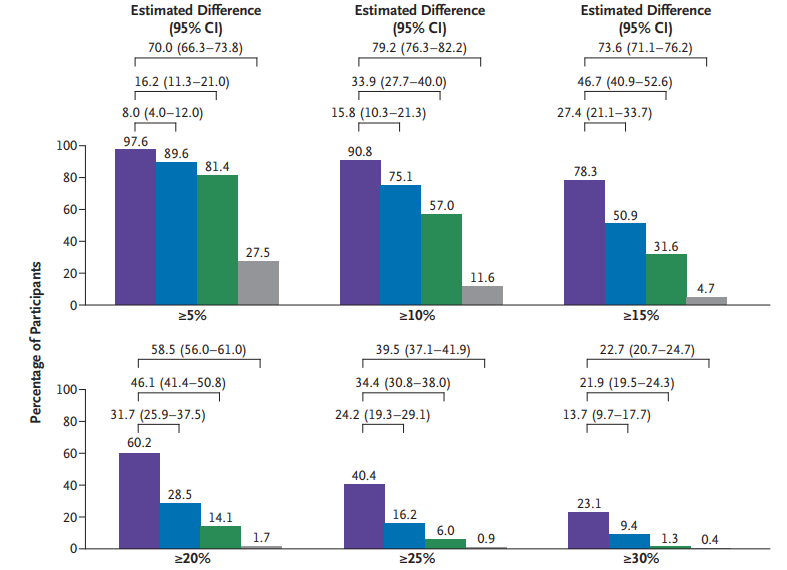 Estimated Difference Estimated Difference Estimated Difference
(95% CI) (95% CI) (95% CI)
70.0 (66.3–73.8) 79.2 (76.3–82.2) 73.6 (71.1–76.2)
16.2 (11.3–21.0) 33.9 (27.7–40.0) 46.7 (40.9–52.6)
8.0 (4.0–12.0) 15.8 (10.3–21.3) 27.4 (21.1–33.7)
100
80
60
40
20
0
97.6 89.6 81.4 27.5
90.8 75.1 57.0 11.6
78.3 50.9 31.6 4.7
≥5% ≥10% ≥15%
Percentage of Participants
58.5 (56.0–61.0) 39.5 (37.1–41.9) 22.7 (20.7–24.7)
46.1 (41.4–50.8) 34.4 (30.8–38.0) 21.9 (19.5–24.3)
31.7 (25.9–37.5) 24.2 (19.3–29.1) 13.7 (9.7–17.7)
100
80
60
40
20
0
60.2 28.5 14.1 1.7
40.4 16.2 6.0 0.9
23.1 9.4 1.3 0.4
≥20% ≥25% ≥30%